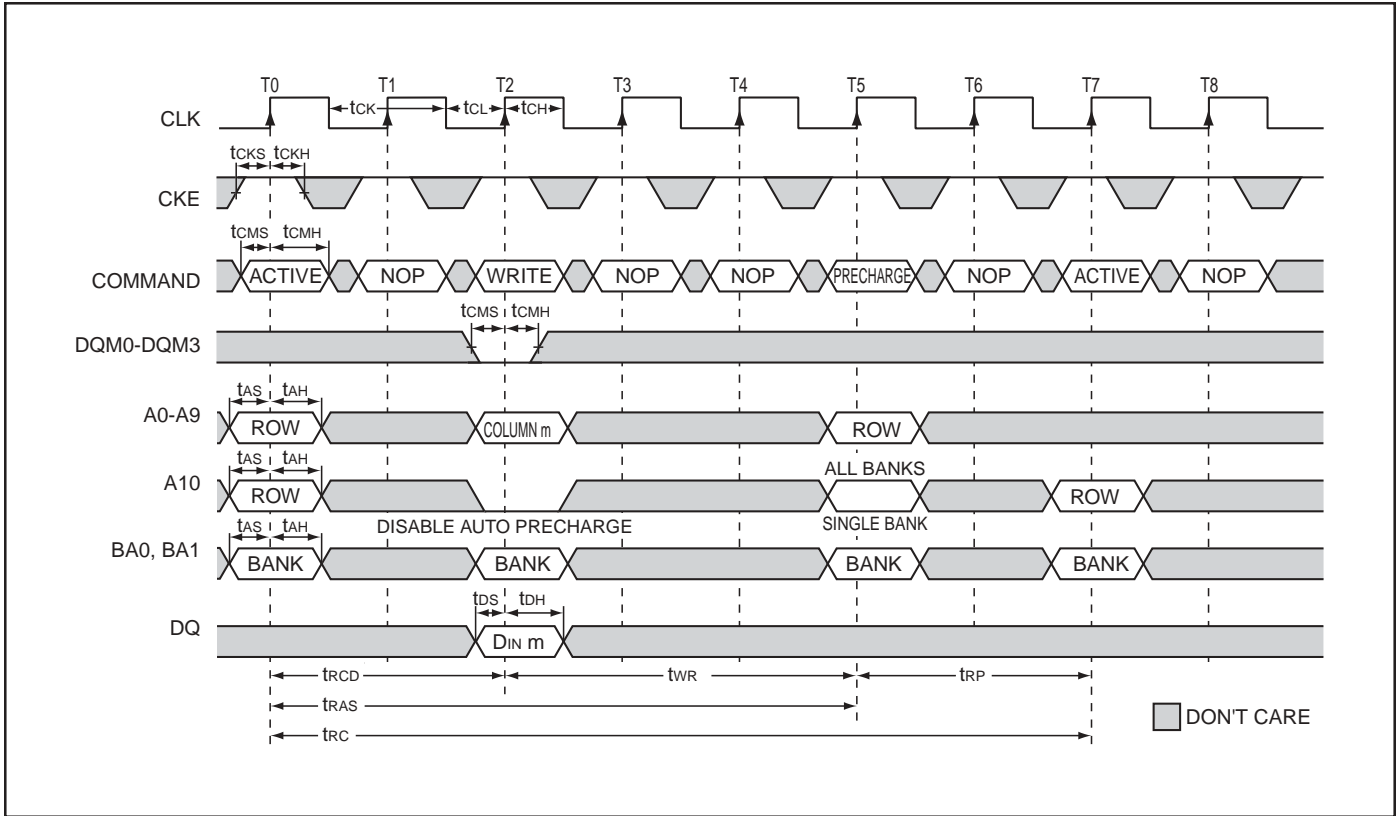 T0 T1 T2 T3 T4 T5 T6 T7 T8
CLK tCK tCL tCH
tCKS tCKH
CKE
tCMS tCMH
COMMAND ACTIVE NOP WRITE NOP NOP PRECHARGE NOP ACTIVE NOP
tCMS tCMH
DQM0-DQM3
tAS tAH
A0-A9 ROW COLUMN m ROW
tAS tAH ALL BANKS
A10 ROW ROW
tAS tAH DISABLE AUTO PRECHARGE SINGLE BANK
BA0, BA1 BANK BANK BANK BANK
tDS tDH
DQ DIN m
tRCD tWR tRP
tRAS
tRC
DON'T CARE